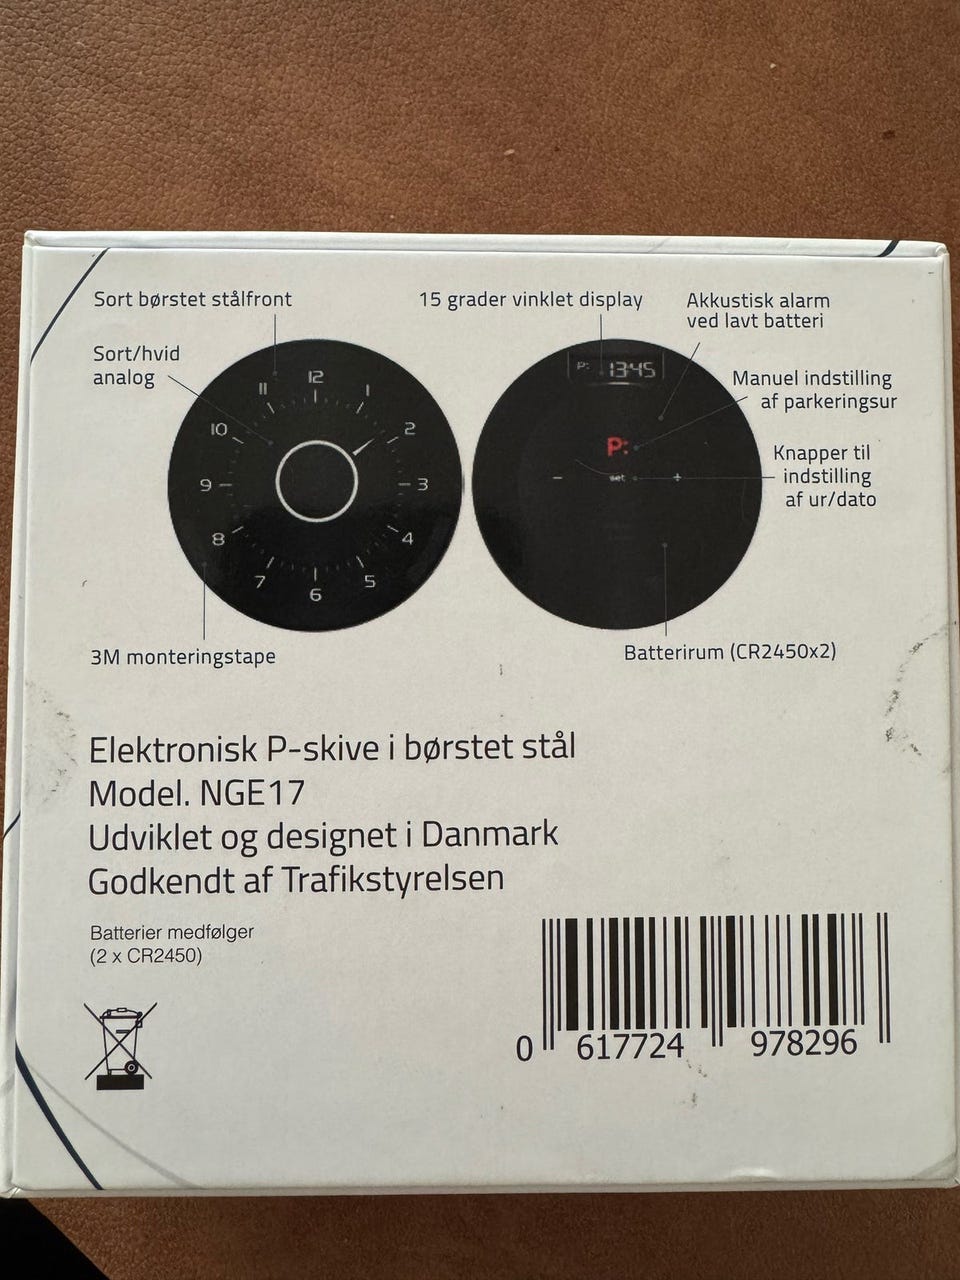 Sort børstet stålfront
15 grader vinklet display
Akkustisk alarm
ved lavt batteri
Sort/hvid
analog
Manuel indstilling
af parkeringsur
Knapper til
indstilling
af ur/dato
12
1
2
3
4
5
6
7
8
9
10
11
P: 1345
P:
− set +
3M monteringstape
Batterirum (CR2450x2)
Elektronisk P-skive i børstet stål
Model. NGE17
Udviklet og designet i Danmark
Godkendt af Trafikstyrelsen
Batterier medfølger
(2 x CR2450)
0 617724 978296